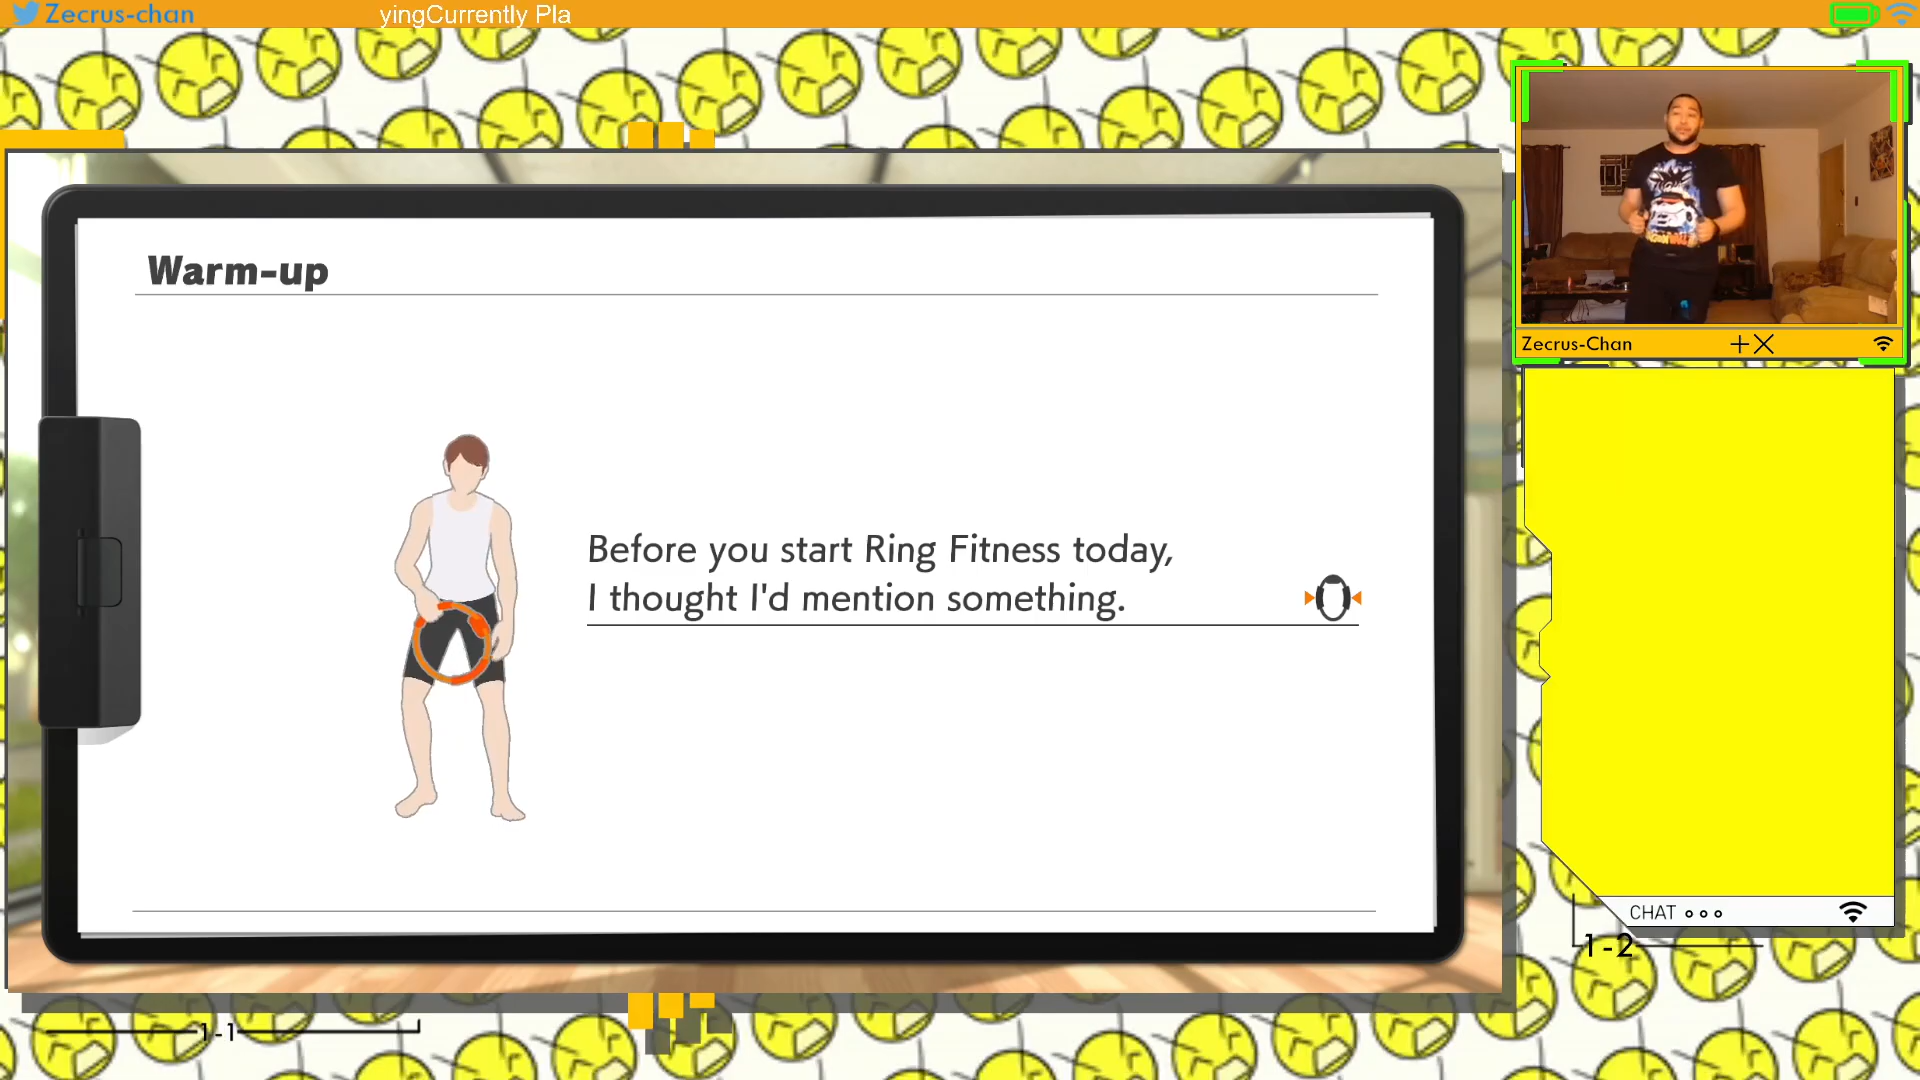 Zecrus-chan
yingCurrently Pla
Warm-up
Before you start Ring Fitness today,
I thought I'd mention something.
Zecrus-Chan
CHAT
1-2
1-1